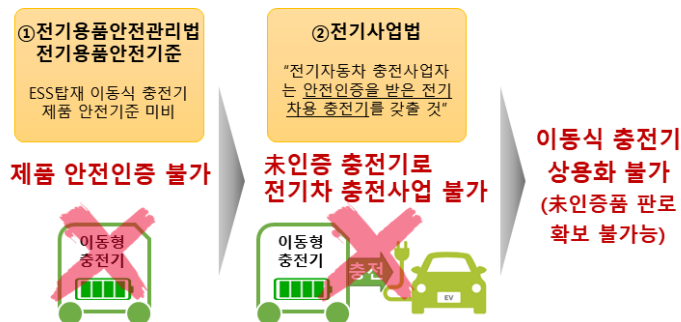 ①전기용품안전관리법
전기용품안전기준
ESS탑재 이동식 충전기
제품 안전기준 미비
제품 안전인증 불가
이동형
충전기
②전기사업법
“전기자동차 충전사업자
는 안전인증을 받은 전기
차용 충전기를 갖출 것”
未인증 충전기로
전기차 충전사업 불가
이동형
충전기
충전
EV
이동식 충전기
상용화 불가
(未인증품 판로
확보 불가능)